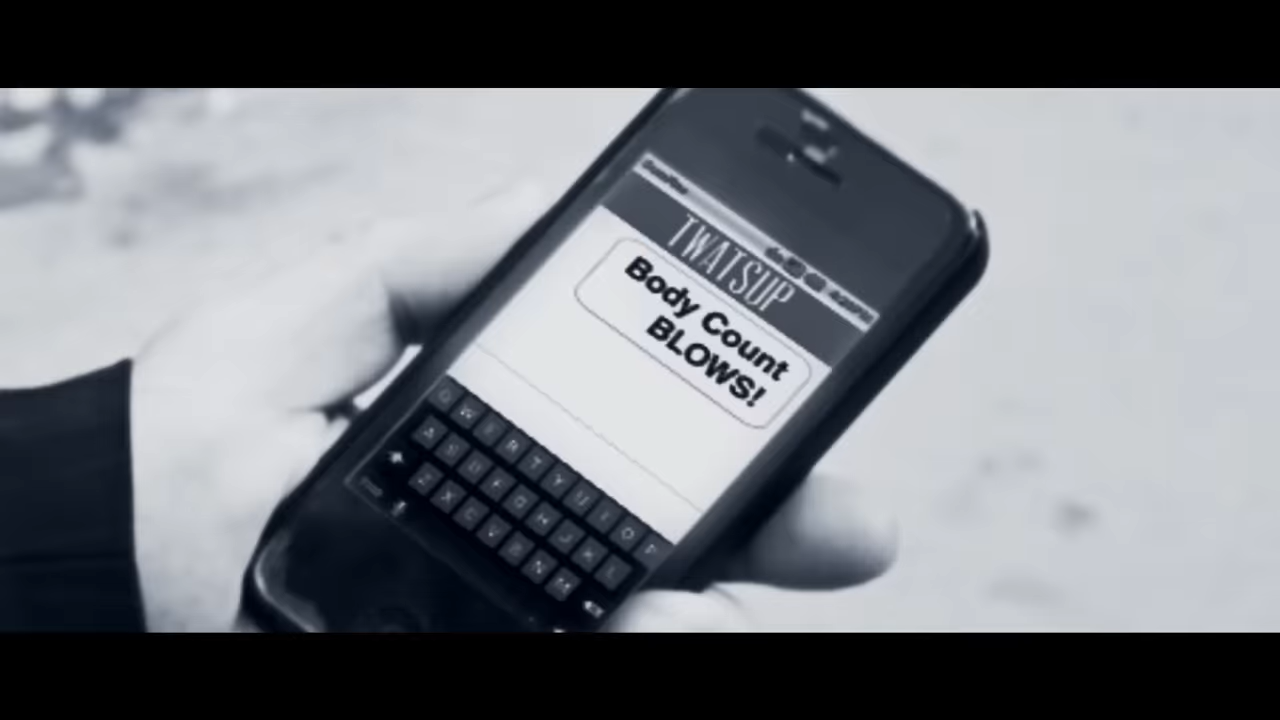 TWATSUP
Body Count
BLOWS!
W E R T Y U I O P
A S D F G H J K L
Z X C V B N M